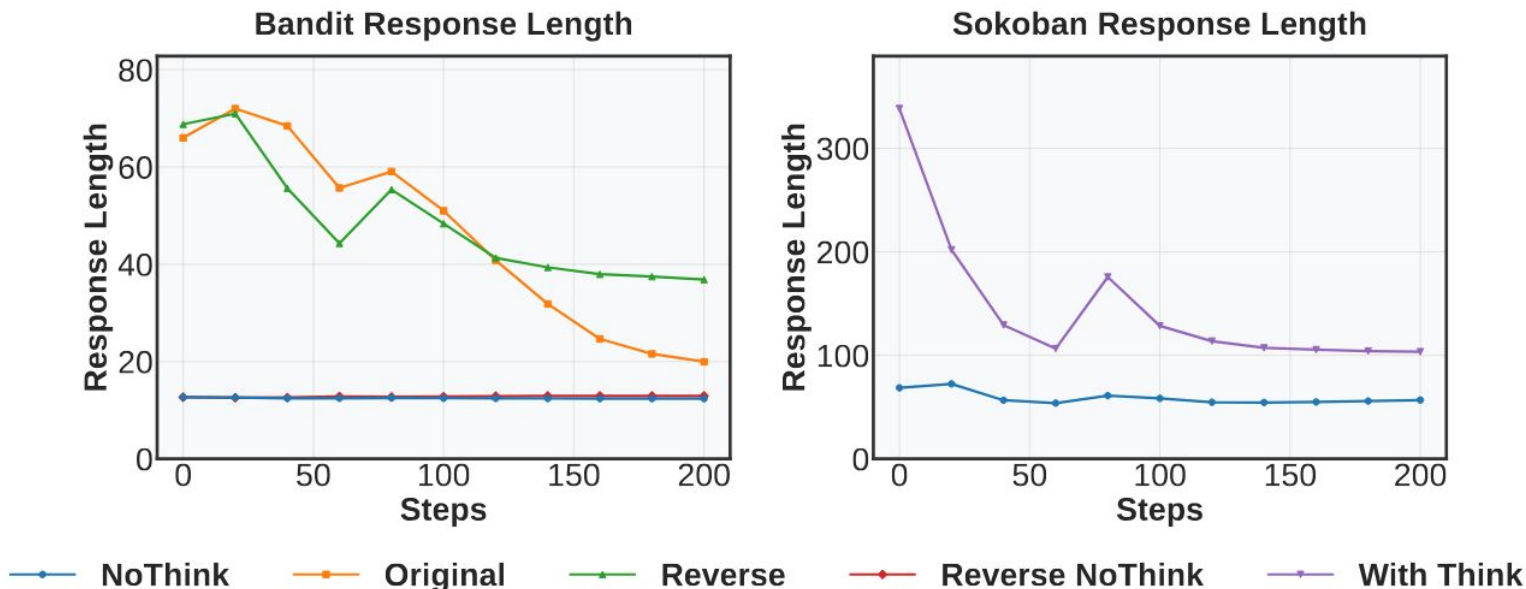 Bandit Response Length
Sokoban Response Length
80
60
40
20
0
Response Length
0 50 100 150 200
Steps
300
200
100
0
Response Length
0 50 100 150 200
Steps
NoThink Original Reverse Reverse NoThink With Think